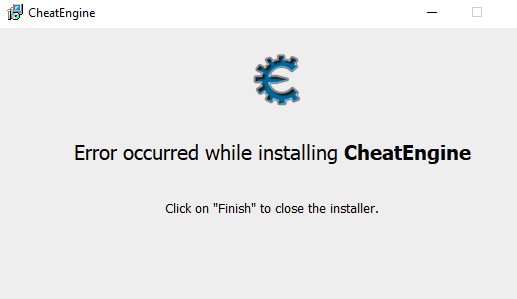 CheatEngine
Error occurred while installing CheatEngine
Click on "Finish" to close the installer.